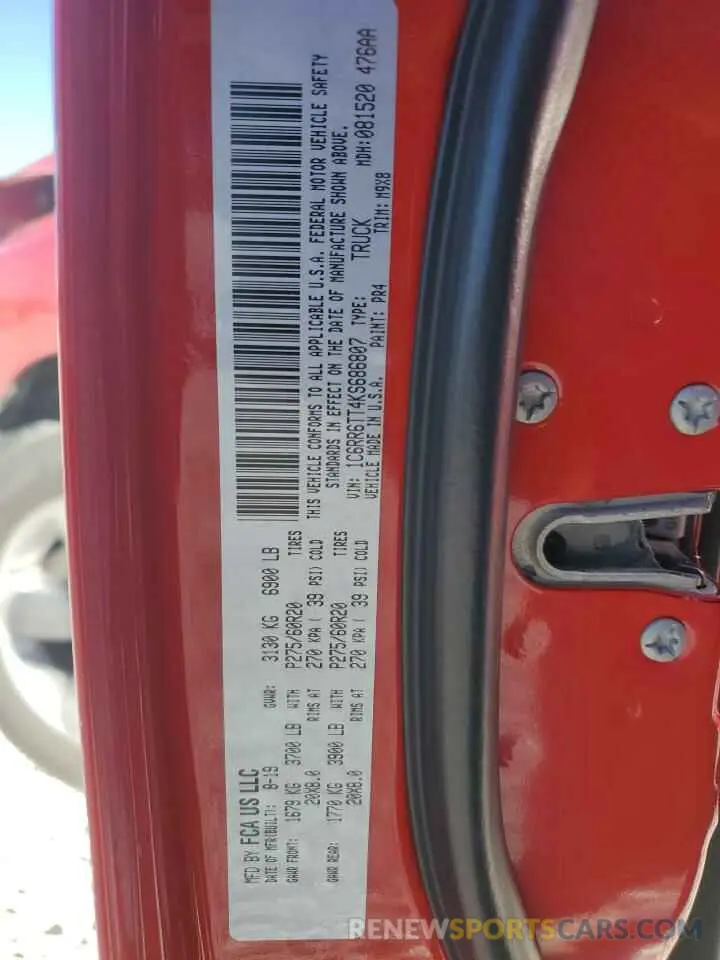 MFD BY FCA US LLC
DATE OF MFR(BUILT): 8-19 GVWR: 3130 KG 6900 LB
GAWR FRONT: 1679 KG 3700 LB WITH P275/60R20 TIRES
20X8.0 RIMS AT 270 KPA ( 39 PSI) COLD
GAWR REAR: 1770 KG 3900 LB WITH P275/60R20 TIRES
20X8.0 RIMS AT 270 KPA ( 39 PSI) COLD
THIS VEHICLE CONFORMS TO ALL APPLICABLE U.S.A. FEDERAL MOTOR VEHICLE SAFETY
STANDARDS IN EFFECT ON THE DATE OF MANUFACTURE SHOWN ABOVE.
VIN: 1C6RR6TT4KS686807 TYPE: TRUCK MDH: 081520 476AA
VEHICLE MADE IN U.S.A. PAINT: PR4 TRIM: M9X8
RENEWSPORTSCARS.COM